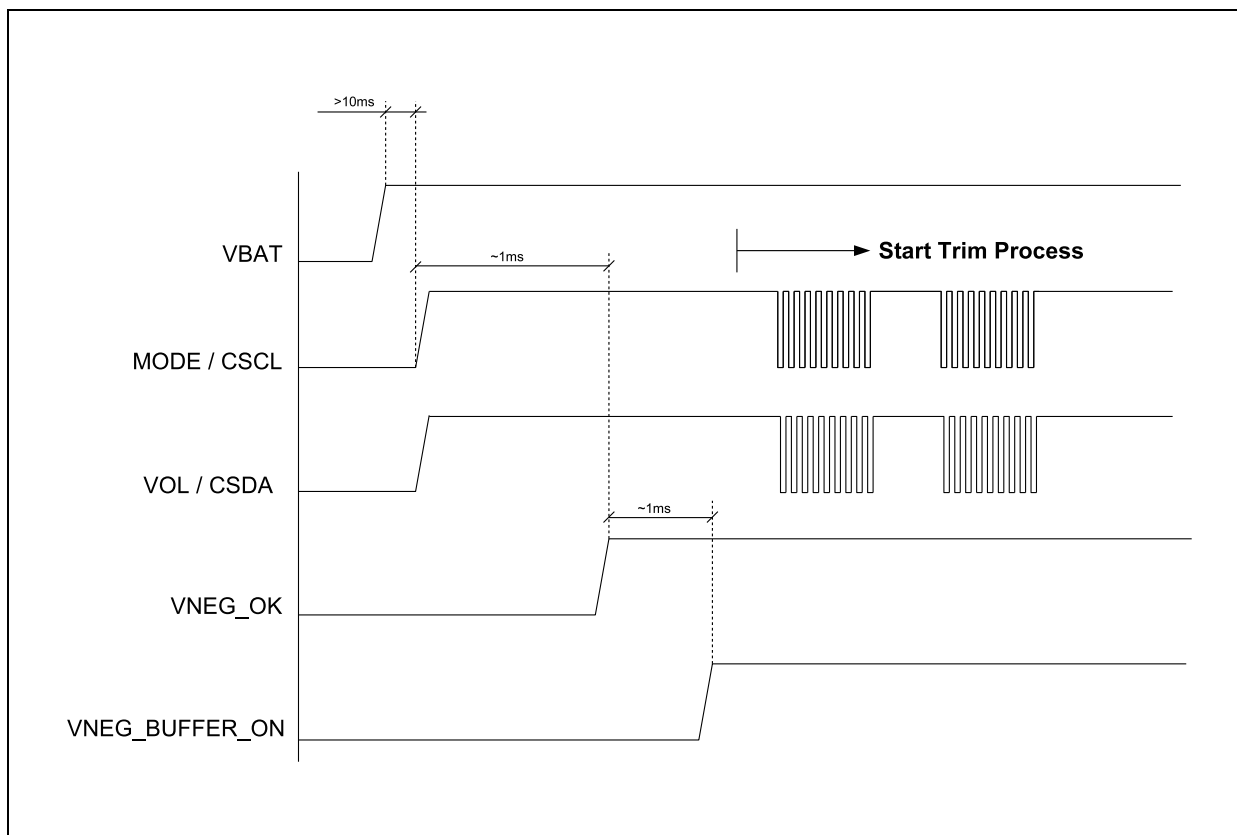 >10ms
VBAT
~1ms
Start Trim Process
MODE / CSCL
VOL / CSDA
~1ms
VNEG_OK
VNEG_BUFFER_ON